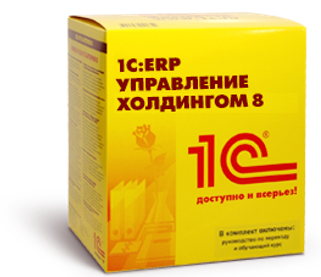 1С:ERP
УПРАВЛЕНИЕ
ХОЛДИНГОМ 8
1С®
доступно и всерьез!
В комплект включены:
руководство по переходу
и обучающий курс